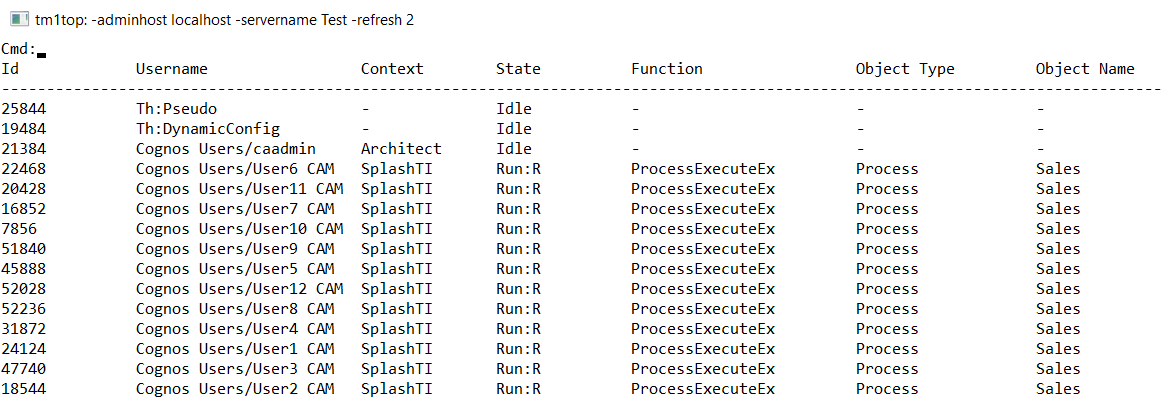 tm1top: -adminhost localhost -servername Test -refresh 2
Cmd:
Id Username Context State Function Object Type Object Name
25844 Th:Pseudo - Idle - - -
19484 Th:DynamicConfig - Idle - - -
21384 Cognos Users/caadmin Architect Idle - - -
22468 Cognos Users/User6 CAM SplashTI Run:R ProcessExecuteEx Process Sales
20428 Cognos Users/User11 CAM SplashTI Run:R ProcessExecuteEx Process Sales
16852 Cognos Users/User7 CAM SplashTI Run:R ProcessExecuteEx Process Sales
7856 Cognos Users/User10 CAM SplashTI Run:R ProcessExecuteEx Process Sales
51840 Cognos Users/User9 CAM SplashTI Run:R ProcessExecuteEx Process Sales
45888 Cognos Users/User5 CAM SplashTI Run:R ProcessExecuteEx Process Sales
52028 Cognos Users/User12 CAM SplashTI Run:R ProcessExecuteEx Process Sales
52236 Cognos Users/User8 CAM SplashTI Run:R ProcessExecuteEx Process Sales
31872 Cognos Users/User4 CAM SplashTI Run:R ProcessExecuteEx Process Sales
24124 Cognos Users/User1 CAM SplashTI Run:R ProcessExecuteEx Process Sales
47740 Cognos Users/User3 CAM SplashTI Run:R ProcessExecuteEx Process Sales
18544 Cognos Users/User2 CAM SplashTI Run:R ProcessExecuteEx Process Sales